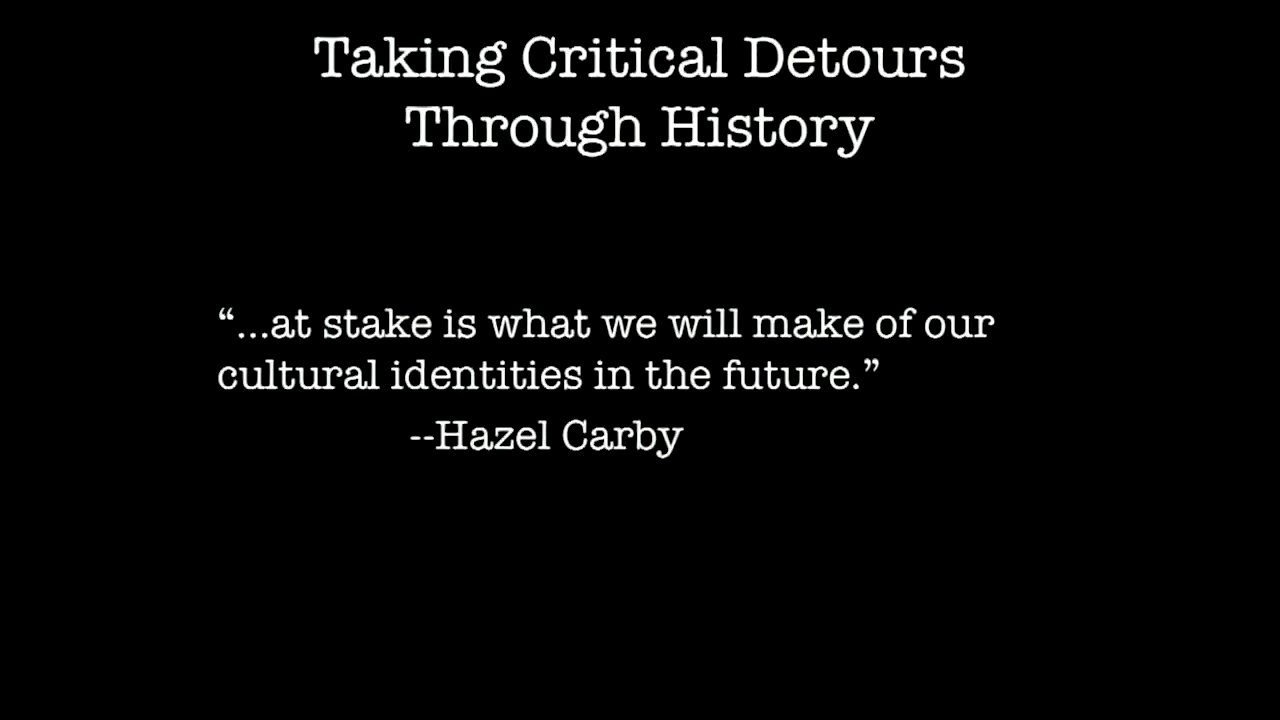 Taking Critical Detours
Through History
“...at stake is what we will make of our
cultural identities in the future.”
--Hazel Carby